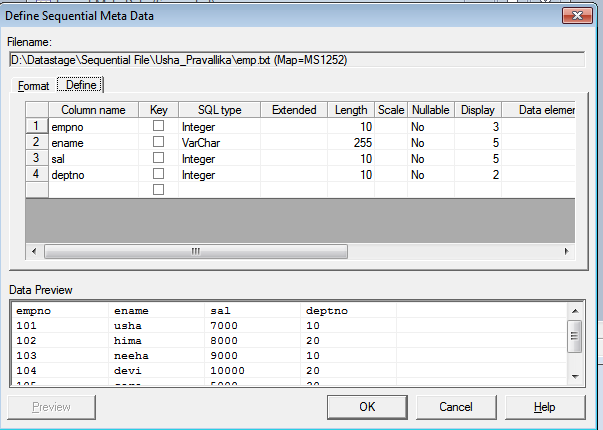 Define Sequential Meta Data
Filename:
D:\Datastage\Sequential File\Usha_Pravallika\emp.txt (Map=MS1252)
Format Define
Column name Key SQL type Extended Length Scale Nullable Display Data elemen
1 empno Integer 10 No 3
2 ename VarChar 255 No 5
3 sal Integer 10 No 5
4 deptno Integer 10 No 2
Data Preview
empno ename sal deptno
101 usha 7000 10
102 hima 8000 20
103 neeha 9000 10
104 devi 10000 20
Preview OK Cancel Help